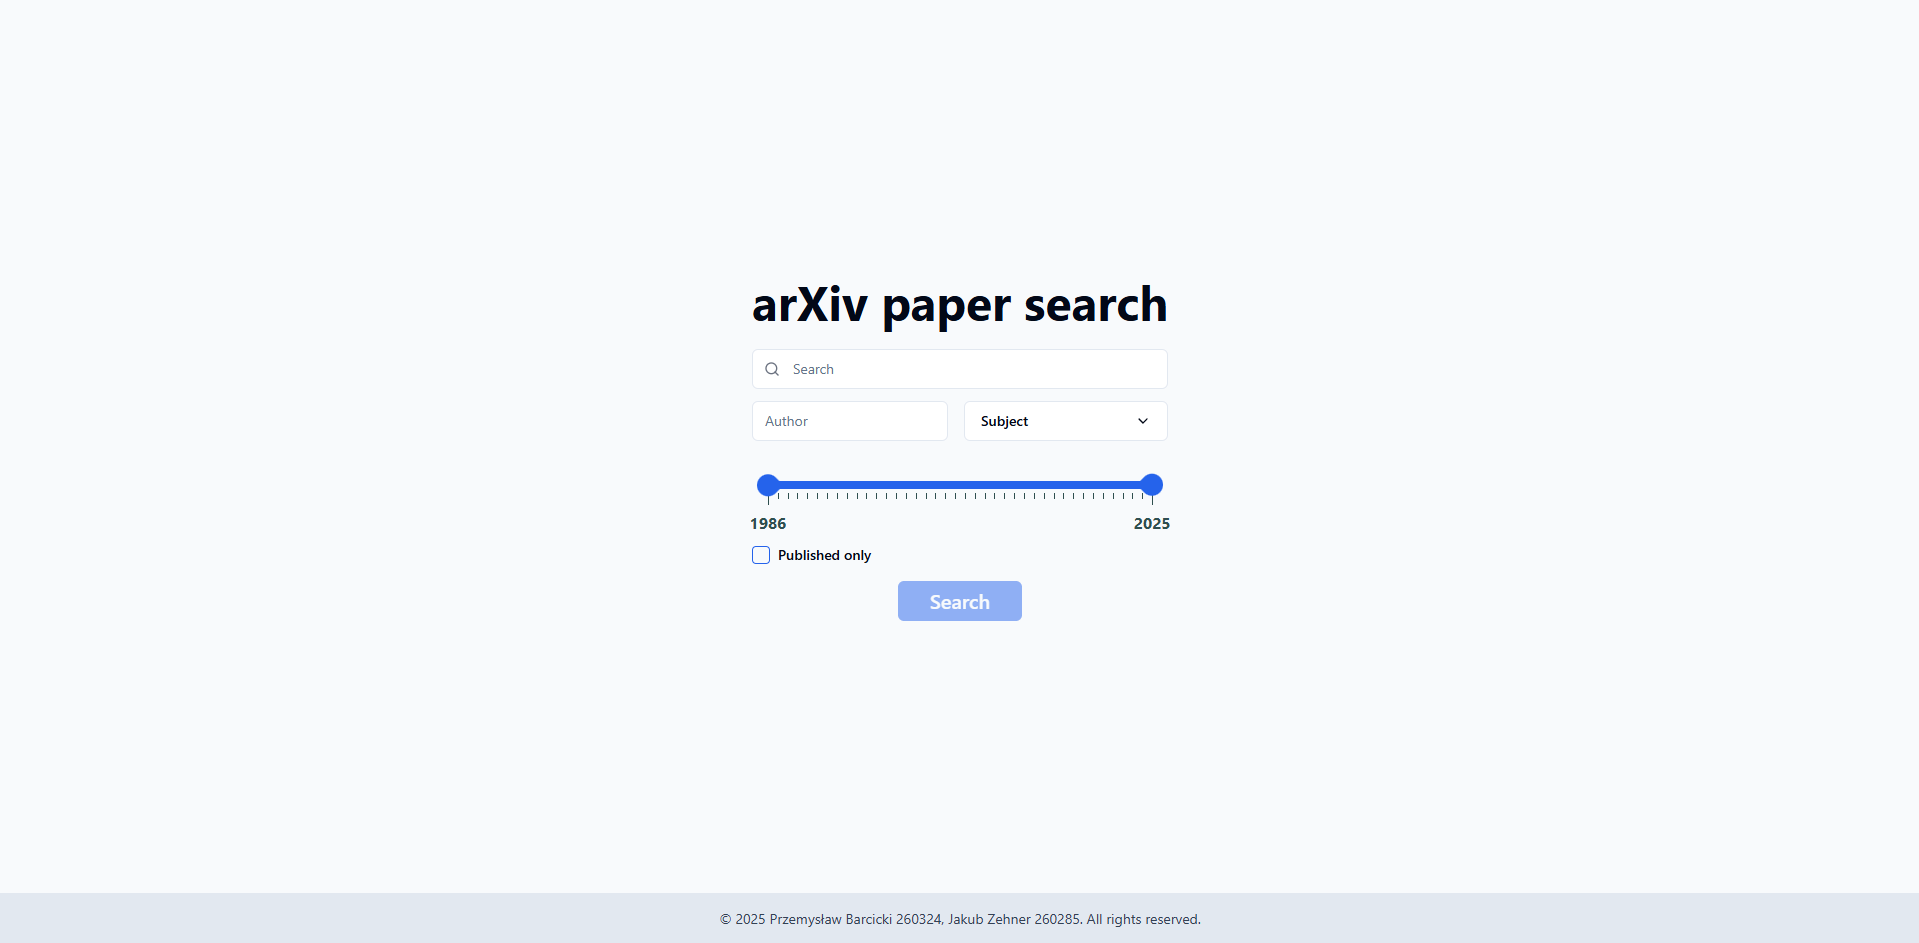 arXiv paper search
Search
Author
Subject
1986
2025
Published only
Search
© 2025 Przemysław Barcicki 260324, Jakub Zehner 260285. All rights reserved.